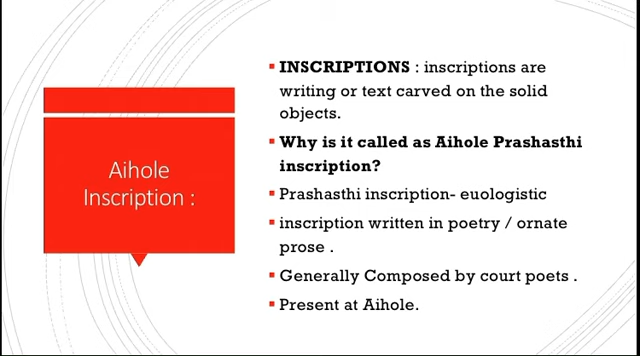 Aihole
Inscription :
INSCRIPTIONS : inscriptions are
writing or text carved on the solid
objects.
Why is it called as Aihole Prashasthi
inscription?
Prashasthi inscription- euologistic
inscription written in poetry / ornate
prose .
Generally Composed by court poets .
Present at Aihole.